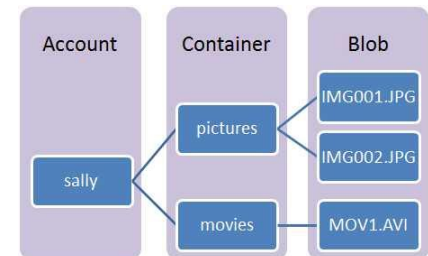 Account
Container
Blob
sally
pictures
movies
IMG001.JPG
IMG002.JPG
MOV1.AVI